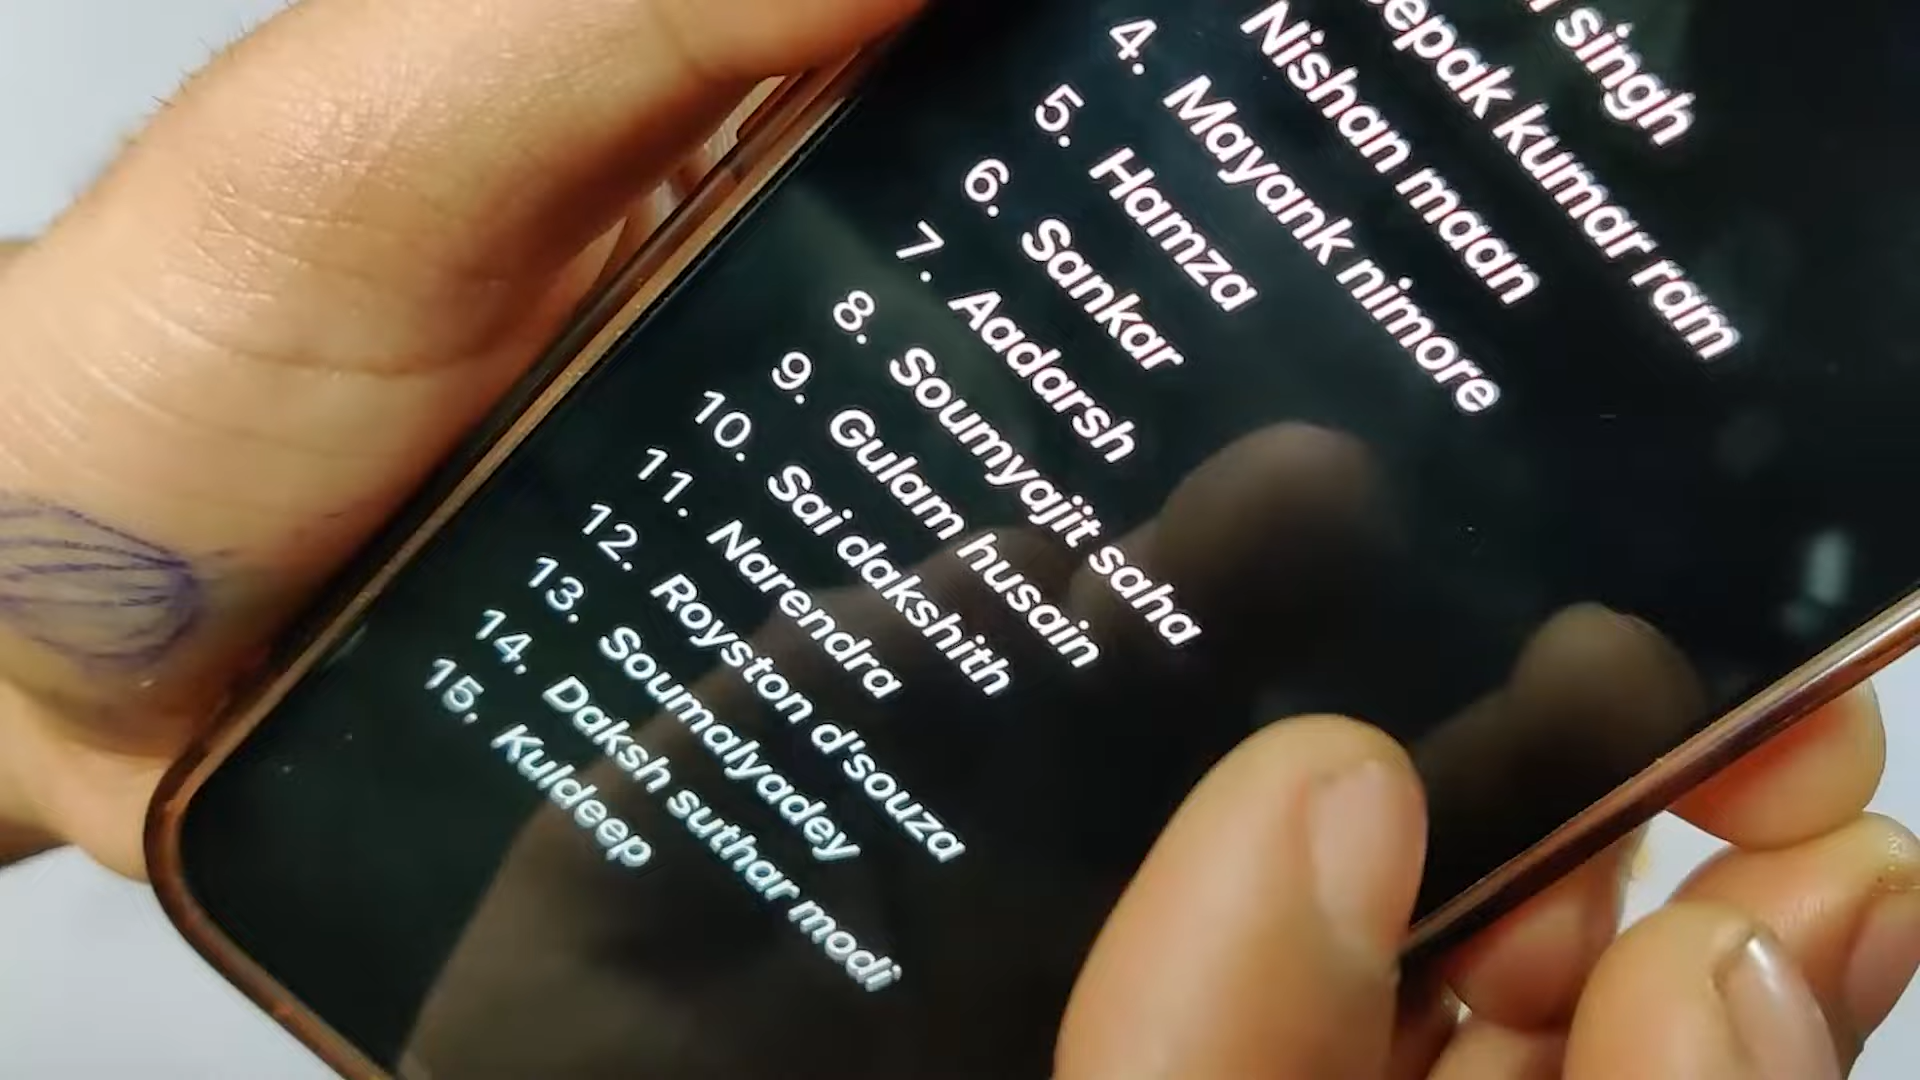 singh
kumar ram
Nishan maan
4. Mayank nimore
5. Hamza
6. Sankar
7. Aadarsh
8. Soumyajit saha
9. Gulam husain
10. Sai dakshith
11. Narendra
12. Royston d'souza
13. Soumalyadey
14. Daksh suthar modi
15. Kuldeep